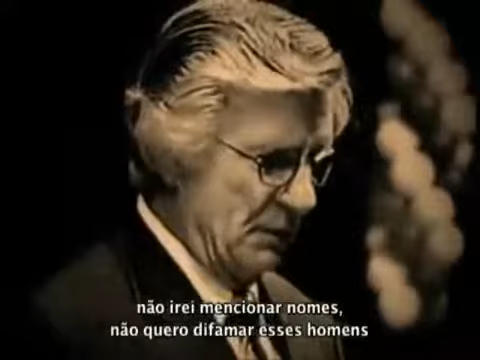 não irei mencionar nomes,
não quero difamar esses homens